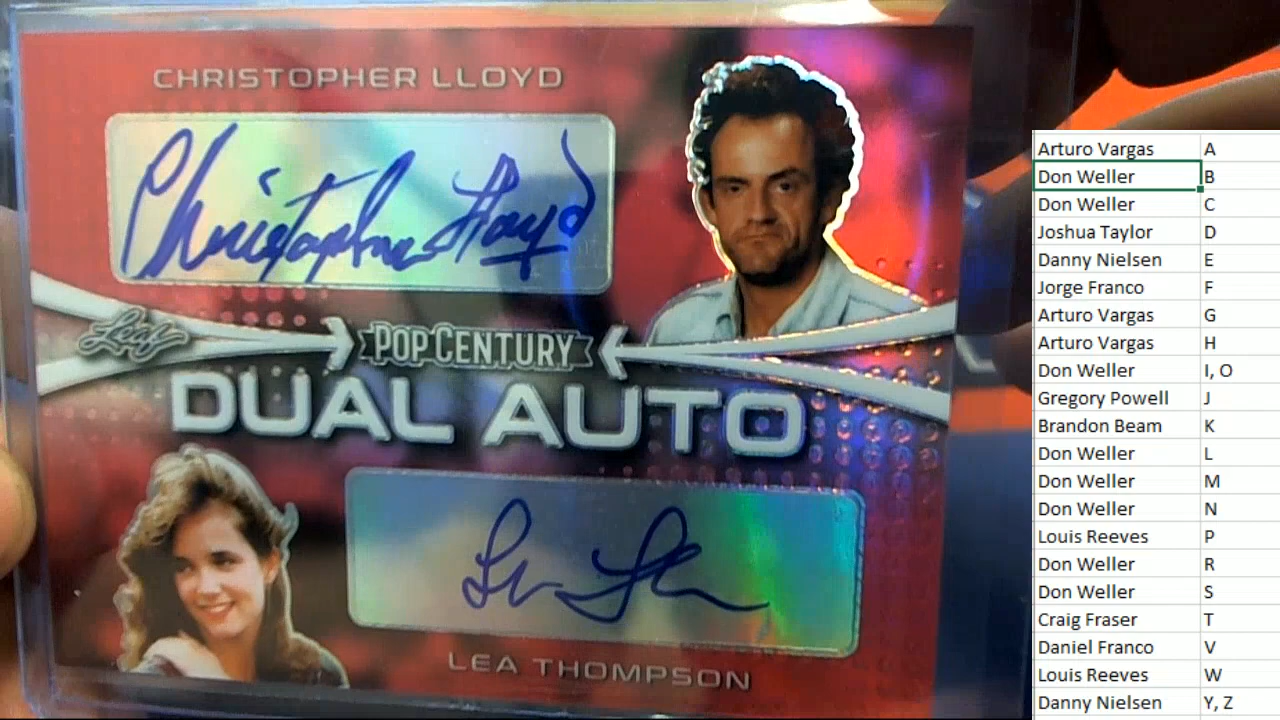 CHRISTOPHER LLOYD
Christopher Lloyd
Leaf
POP CENTURY
DUAL AUTO
LEA THOMPSON
Arturo Vargas A
Don Weller B
Don Weller C
Joshua Taylor D
Danny Nielsen E
Jorge Franco F
Arturo Vargas G
Arturo Vargas H
Don Weller I, O
Gregory Powell J
Brandon Beam K
Don Weller L
Don Weller M
Don Weller N
Louis Reeves P
Don Weller R
Don Weller S
Craig Fraser T
Daniel Franco V
Louis Reeves W
Danny Nielsen Y, Z